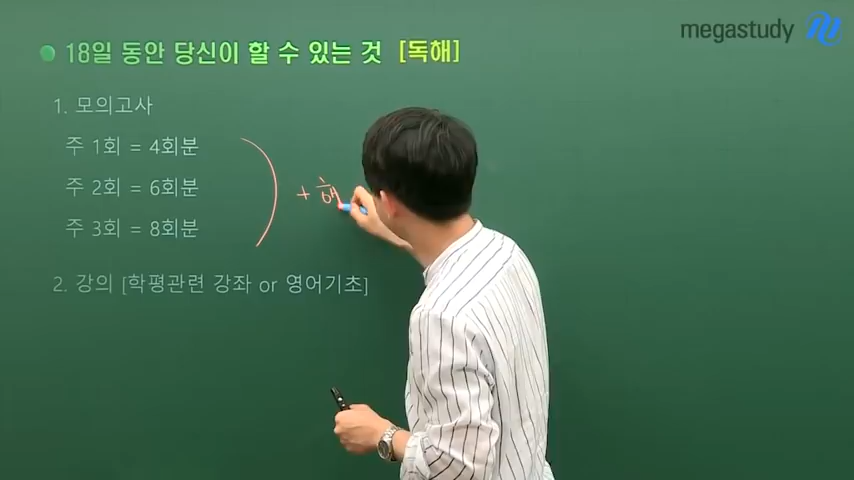 megastudy
18일 동안 당신이 할 수 있는 것 [독해]
1. 모의고사
주 1회 = 4회분
주 2회 = 6회분
주 3회 = 8회분
+
2. 강의 [학평관련 강좌 or 영어기초]